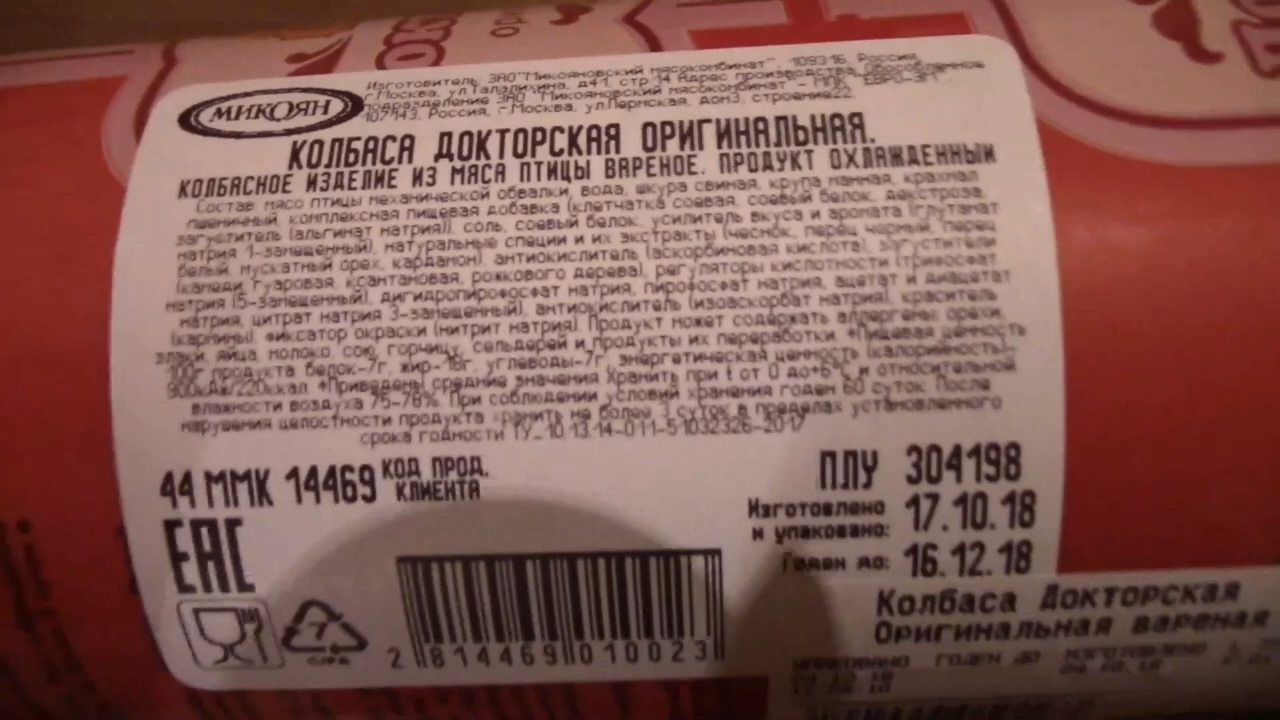 МИКОЯН
Изготовитель ЗАО "Микояновский мясокомбинат", 109316, Россия,
г.Москва, ул.Талалихина, д41, стр.14 Адрес производства, обособленное
подразделение ЗАО "Микояновский мясокомбинат" - МПК
107143, Россия, г.Москва, ул.Пермская, дом3, строение22
КОЛБАСА ДОКТОРСКАЯ ОРИГИНАЛЬНАЯ.
КОЛБАСНОЕ ИЗДЕЛИЕ ИЗ МЯСА ПТИЦЫ ВАРЕНОЕ. ПРОДУКТ ОХЛАЖДЕННЫЙ
Состав мясо птицы механической обвалки, вода, шкура свиная, крупа манная, крахмал
пшеничный, комплексная пищевая добавка (клетчатка соевая, соевый белок, декстроза,
загуститель (альгинат натрия)), соль, соевый белок, усилитель вкуса и аромата (глутамат
натрия 1-замещенный), натуральные специи и их экстракты (чеснок, перец черный, перец
белый, мускатный орех, кардамон), антиокислитель (аскорбиновая кислота), загустители
(камеди гуаровая, ксантановая, рожкового дерева), регуляторы кислотности (трифосфат
натрия (5-замещенный), дигидропирофосфат натрия, пирофосфат натрия, ацетат и диацетат
натрия, цитрат натрия 3-замещенный), антиокислитель (изоаскорбат натрия), краситель
(кармины), фиксатор окраски (нитрит натрия). Продукт может содержать аллергены: орехи,
злаки, яйца, молоко, сою, горчицу, сельдерей и продукты их переработки. *Пищевая ценность
100г продукта белок-7г, жир-18г, углеводы-7г, энергетическая ценность (калорийность)-
900кДж/220ккал *Приведены средние значения Хранить при t от 0 до+6°С и относительной
влажности воздуха 75-78%. При соблюдении условий хранения годен 60 суток. После
нарушения целостности продукта хранить не более 3 суток в пределах установленного
срока годности ТУ 10.13.14-011-51032326-2017
44 ММК 14469 КОД ПРОД.
КЛИЕНТА
ПЛУ 304198
Изготовлено
и упаковано: 17.10.18
Годен до: 16.12.18
ЕАС
7
2 814469 010023
Колбаса Докторская
Оригинальная вареная
годен до